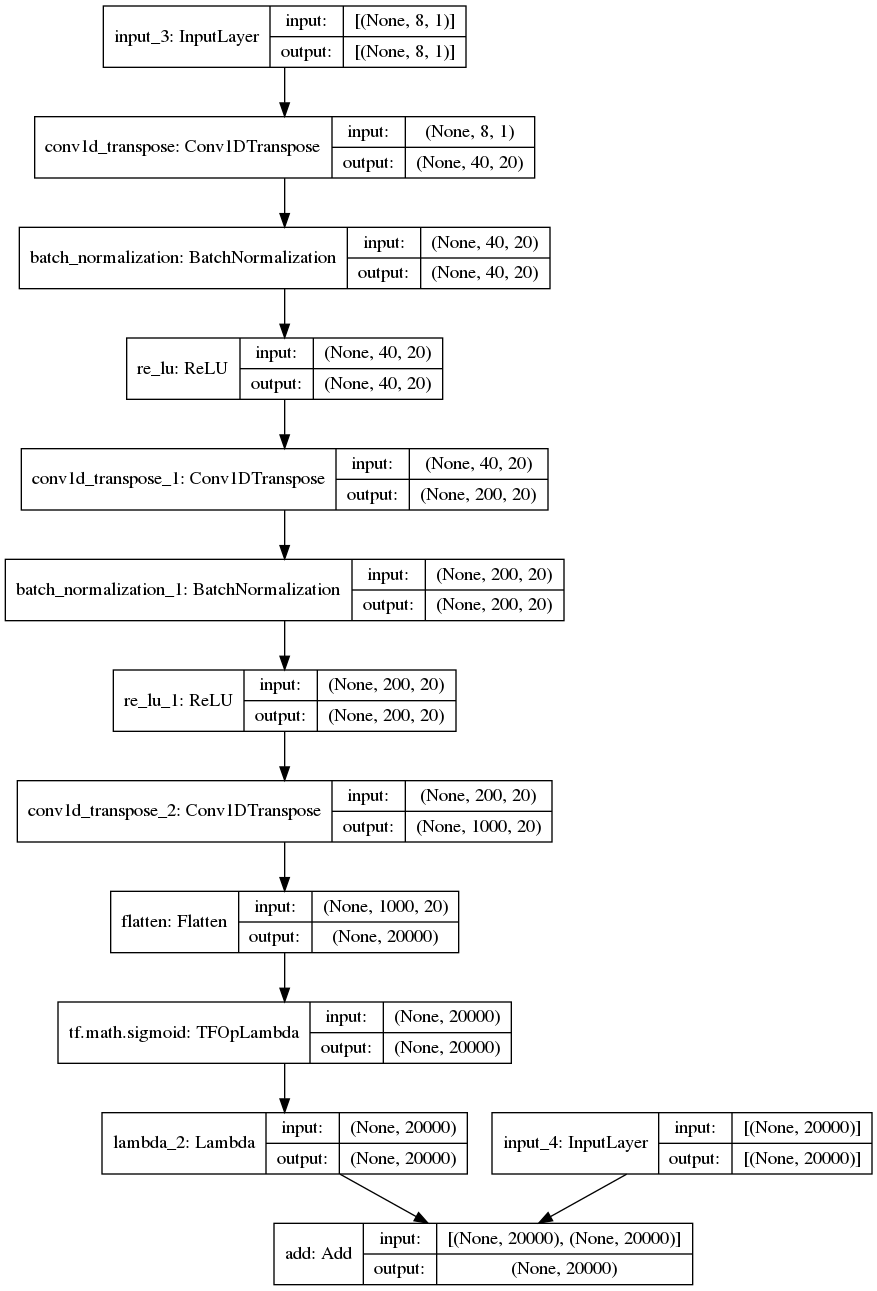 input_3: InputLayer
input: [(None, 8, 1)]
output: [(None, 8, 1)]
conv1d_transpose: Conv1DTranspose
input: (None, 8, 1)
output: (None, 40, 20)
batch_normalization: BatchNormalization
input: (None, 40, 20)
output: (None, 40, 20)
re_lu: ReLU
input: (None, 40, 20)
output: (None, 40, 20)
conv1d_transpose_1: Conv1DTranspose
input: (None, 40, 20)
output: (None, 200, 20)
batch_normalization_1: BatchNormalization
input: (None, 200, 20)
output: (None, 200, 20)
re_lu_1: ReLU
input: (None, 200, 20)
output: (None, 200, 20)
conv1d_transpose_2: Conv1DTranspose
input: (None, 200, 20)
output: (None, 1000, 20)
flatten: Flatten
input: (None, 1000, 20)
output: (None, 20000)
tf.math.sigmoid: TFOpLambda
input: (None, 20000)
output: (None, 20000)
lambda_2: Lambda
input: (None, 20000)
output: (None, 20000)
input_4: InputLayer
input: [(None, 20000)]
output: [(None, 20000)]
add: Add
input: [(None, 20000), (None, 20000)]
output: (None, 20000)